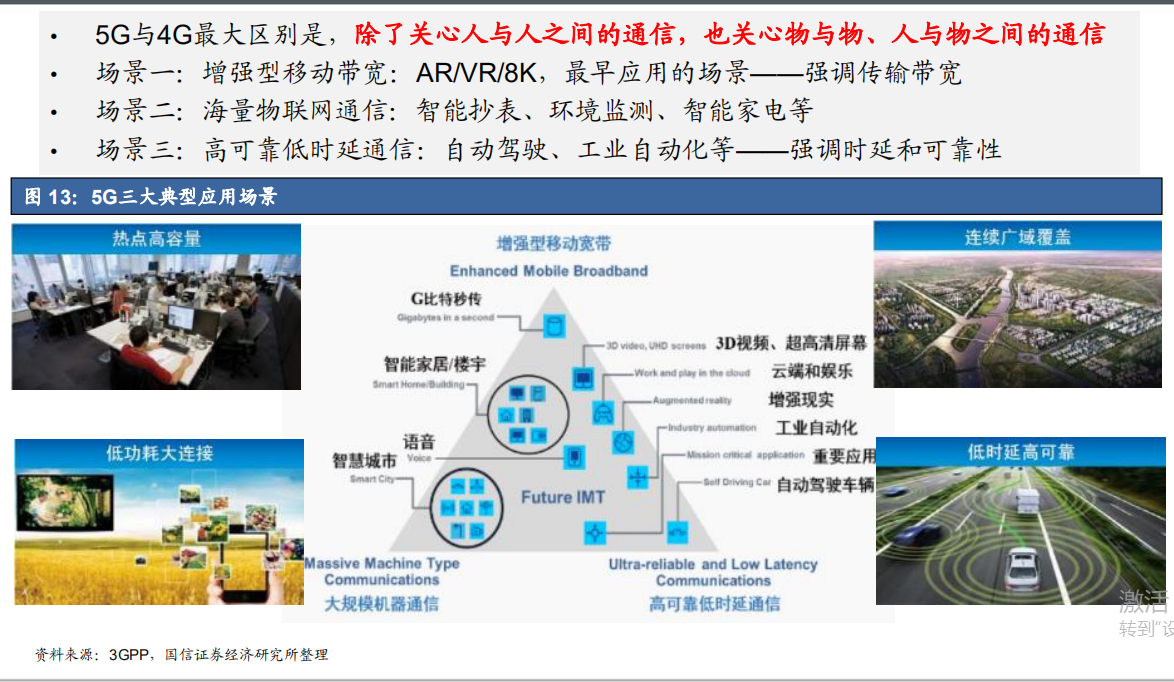 • 5G与4G最大区别是，除了关心人与人之间的通信，也关心物与物、人与物之间的通信
• 场景一：增强型移动带宽：AR/VR/8K，最早应用的场景——强调传输带宽
• 场景二：海量物联网通信：智能抄表、环境监测、智能家电等
• 场景三：高可靠低时延通信：自动驾驶、工业自动化等——强调时延和可靠性
图 13：5G三大典型应用场景
热点高容量
增强型移动宽带
Enhanced Mobile Broadband
连续广域覆盖
G比特秒传
Gigabytes in a second
3D video, UHD screens 3D视频、超高清屏幕
智能家居/楼宇
Smart Home/Building
Work and play in the cloud 云端和娱乐
Augmented reality 增强现实
Industry automation 工业自动化
语音
Voice
Mission critical application 重要应用
智慧城市
Smart City
Self Driving Car 自动驾驶车辆
Future IMT
低功耗大连接
低时延高可靠
Massive Machine Type
Communications
大规模机器通信
Ultra-reliable and Low Latency
Communications
高可靠低时延通信
激活
转到"设
资料来源：3GPP，国信证券经济研究所整理